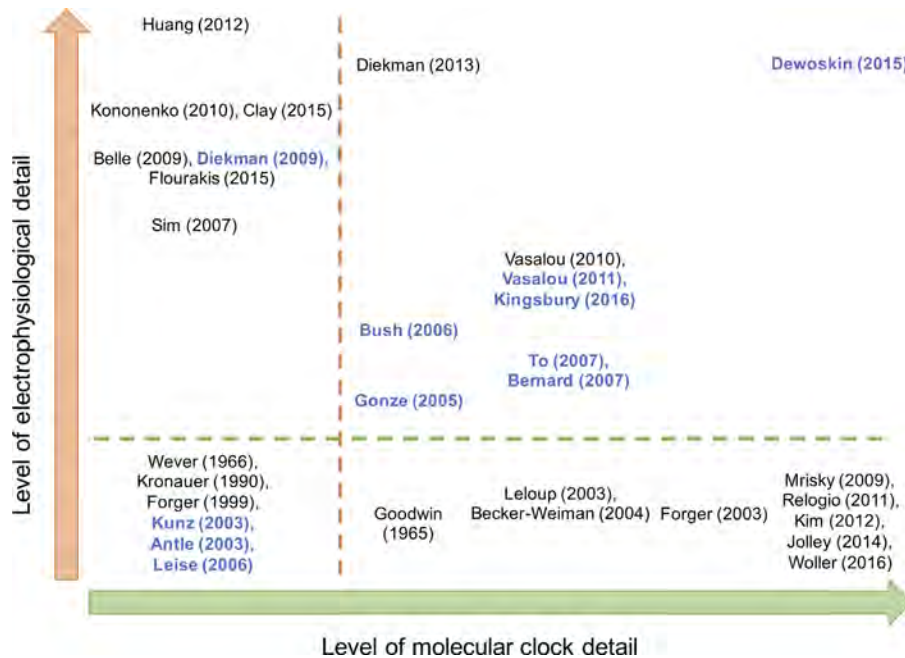 Huang (2012)
Diekman (2013)
Dewoskin (2015)
Kononenko (2010), Clay (2015)
Belle (2009), Diekman (2009),
Flourakis (2015)
Sim (2007)
Vasalou (2010),
Vasalou (2011),
Kingsbury (2016)
Bush (2006)
To (2007),
Bernard (2007)
Gonze (2005)
Wever (1966),
Kronauer (1990),
Forger (1999),
Kunz (2003),
Antle (2003),
Leise (2006)
Goodwin
(1965)
Leloup (2003),
Becker-Weiman (2004)
Forger (2003)
Mrisky (2009),
Relogio (2011),
Kim (2012),
Jolley (2014),
Woller (2016)
Level of electrophysiological detail
Level of molecular clock detail